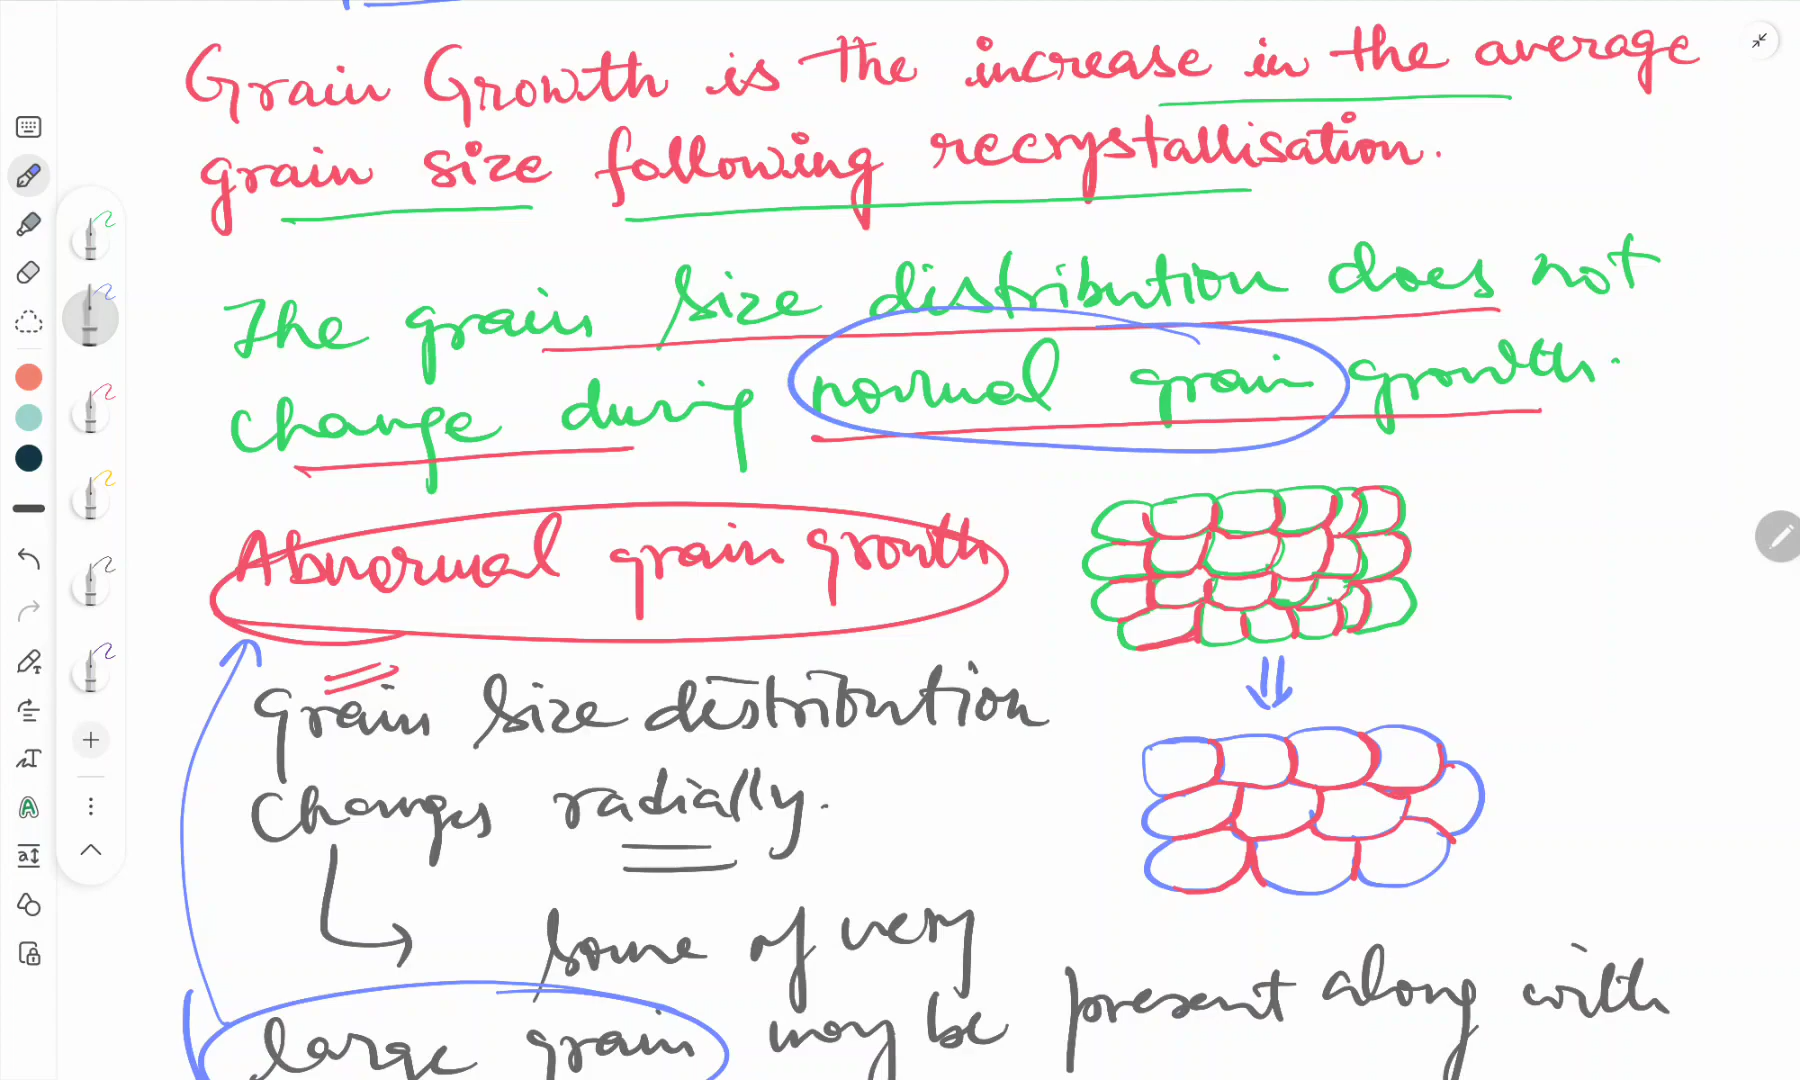 Grain Growth is the increase in the average
grain size following recrystallisation.
The grain size distribution does not
change during normal grain growth.
Abnormal grain growth
Grain size distribution
changes radially.
Some of very
large grain may be present along with